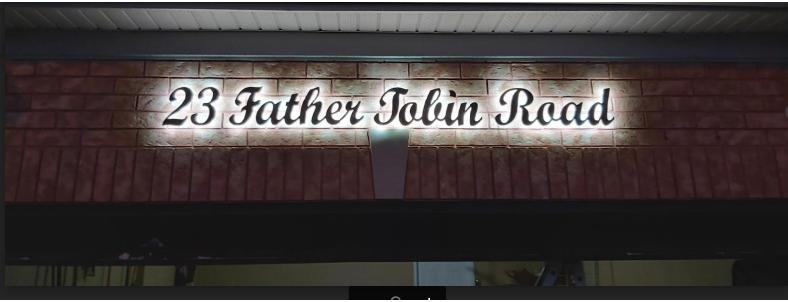 23 Father Tobin Road